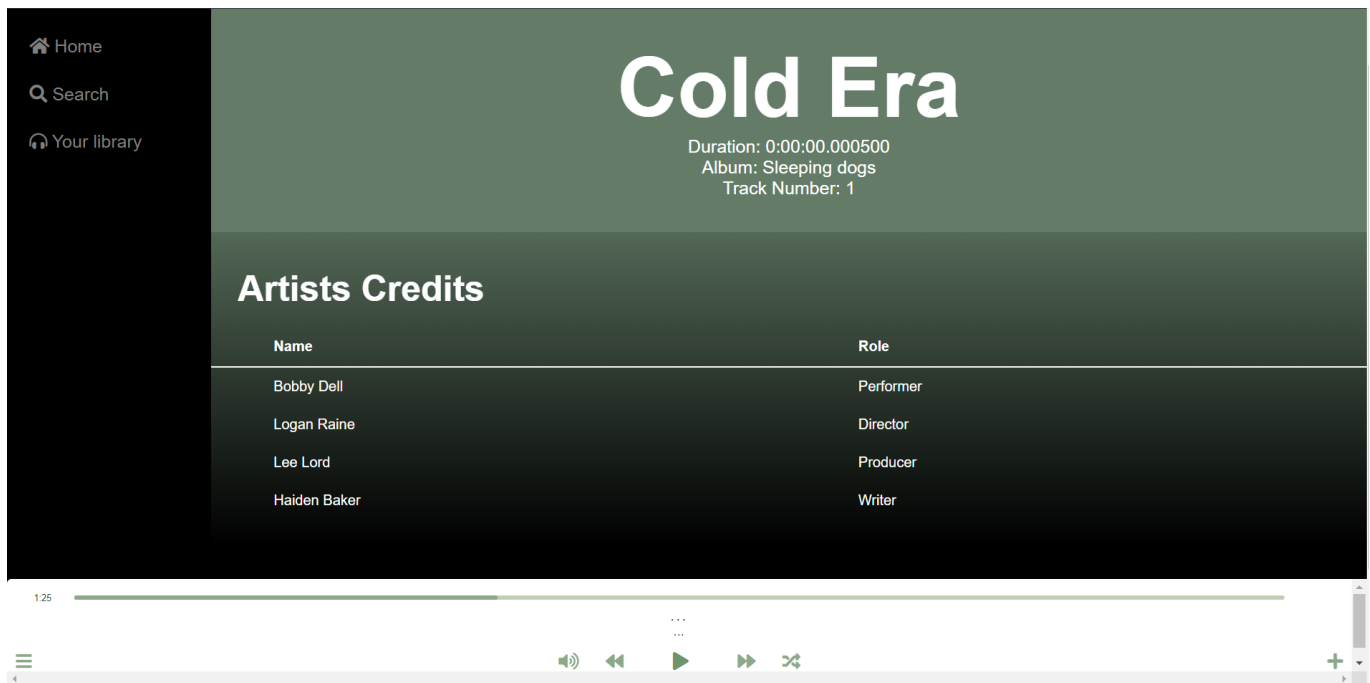 Home
Search
Your library
Cold Era
Duration: 0:00:00.000500
Album: Sleeping dogs
Track Number: 1
Artists Credits
Name Role
Bobby Dell Performer
Logan Raine Director
Lee Lord Producer
Haiden Baker Writer
1:25
...
...